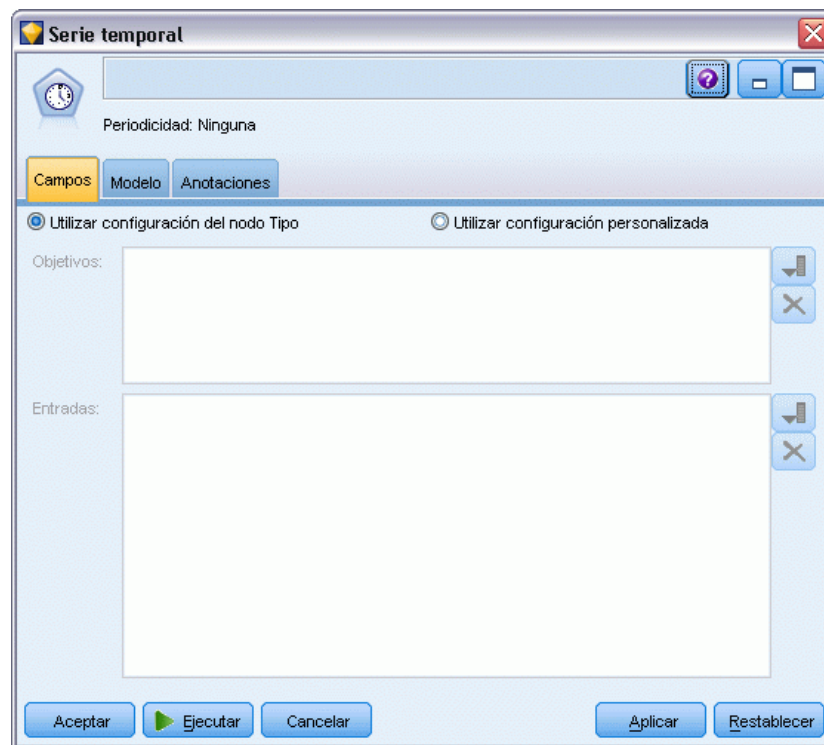 Serie temporal
Periodicidad: Ninguna
Campos Modelo Anotaciones
Utilizar configuración del nodo Tipo Utilizar configuración personalizada
Objetivos:
Entradas:
Aceptar Ejecutar Cancelar Aplicar Restablecer